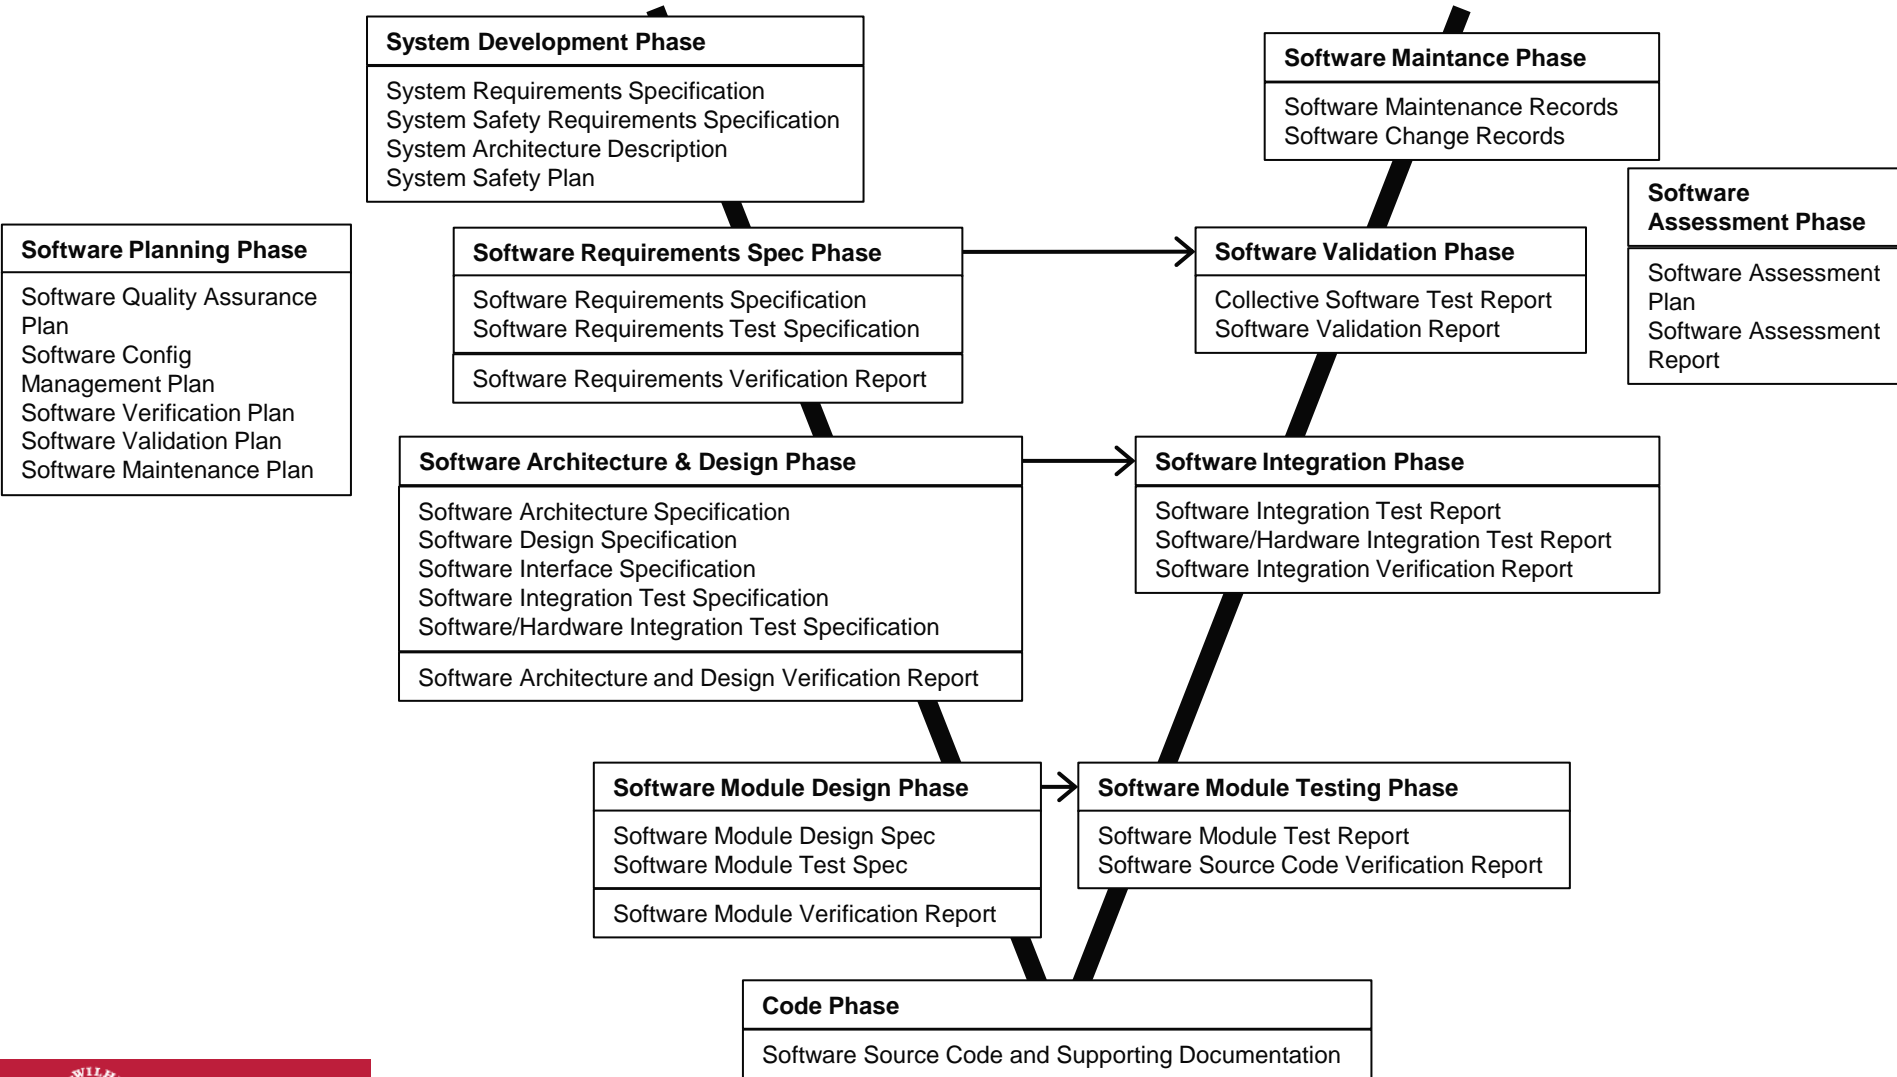 System Development Phase
System Requirements Specification
System Safety Requirements Specification
System Architecture Description
System Safety Plan
Software Maintance Phase
Software Maintenance Records
Software Change Records
Software
Assessment Phase
Software Assessment
Plan
Software Assessment
Report
Software Planning Phase
Software Quality Assurance
Plan
Software Config
Management Plan
Software Verification Plan
Software Validation Plan
Software Maintenance Plan
Software Requirements Spec Phase
Software Requirements Specification
Software Requirements Test Specification
Software Requirements Verification Report
Software Validation Phase
Collective Software Test Report
Software Validation Report
Software Architecture & Design Phase
Software Architecture Specification
Software Design Specification
Software Interface Specification
Software Integration Test Specification
Software/Hardware Integration Test Specification
Software Architecture and Design Verification Report
Software Integration Phase
Software Integration Test Report
Software/Hardware Integration Test Report
Software Integration Verification Report
Software Module Design Phase
Software Module Design Spec
Software Module Test Spec
Software Module Verification Report
Software Module Testing Phase
Software Module Test Report
Software Source Code Verification Report
Code Phase
Software Source Code and Supporting Documentation